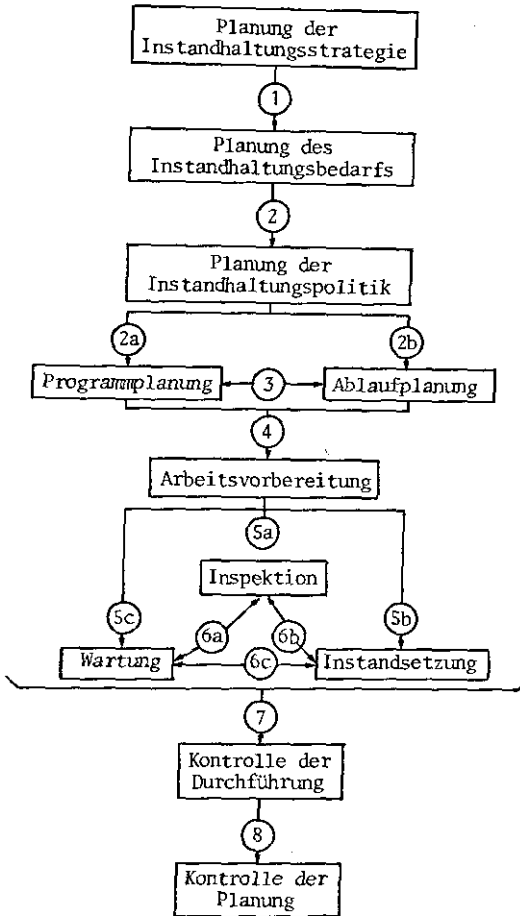 Planung der
Instandhaltungsstrategie
1
Planung des
Instandhaltungsbedarfs
2
Planung der
Instandhaltungspolitik
2a
2b
Programmplanung
3
Ablaufplanung
4
Arbeitsvorbereitung
5a
Inspektion
5c
6a
6b
5b
Wartung
6c
Instandsetzung
7
Kontrolle der
Durchführung
8
Kontrolle der
Planung